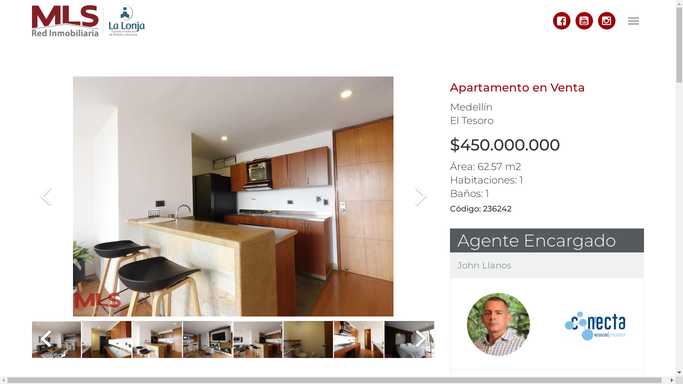 MLS
Red Inmobiliaria
La Lonja
Apartamento en Venta
Medellín
El Tesoro
$450.000.000
Área: 62.57 m2
Habitaciones: 1
Baños: 1
Código: 236242
Agente Encargado
John Llanos
MLS
conecta